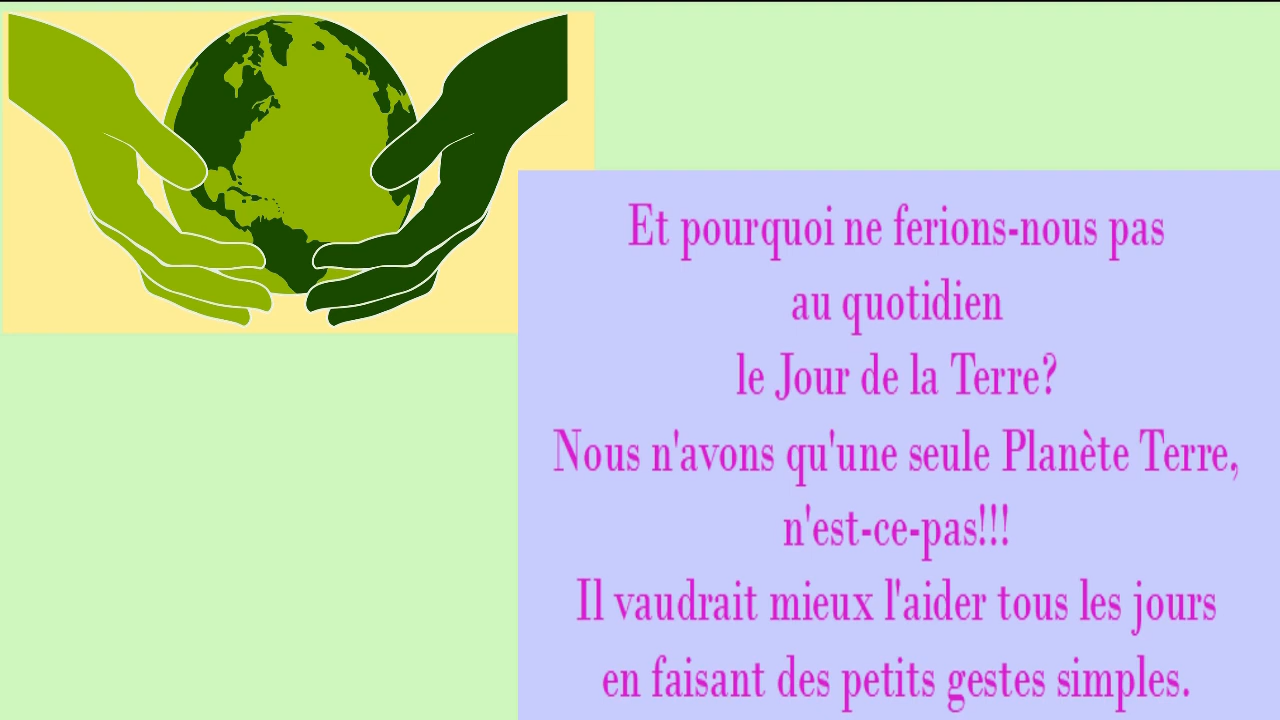 Et pourquoi ne ferions-nous pas
au quotidien
le Jour de la Terre?
Nous n'avons qu'une seule Planète Terre,
n'est-ce-pas!!!
Il vaudrait mieux l'aider tous les jours
en faisant des petits gestes simples.